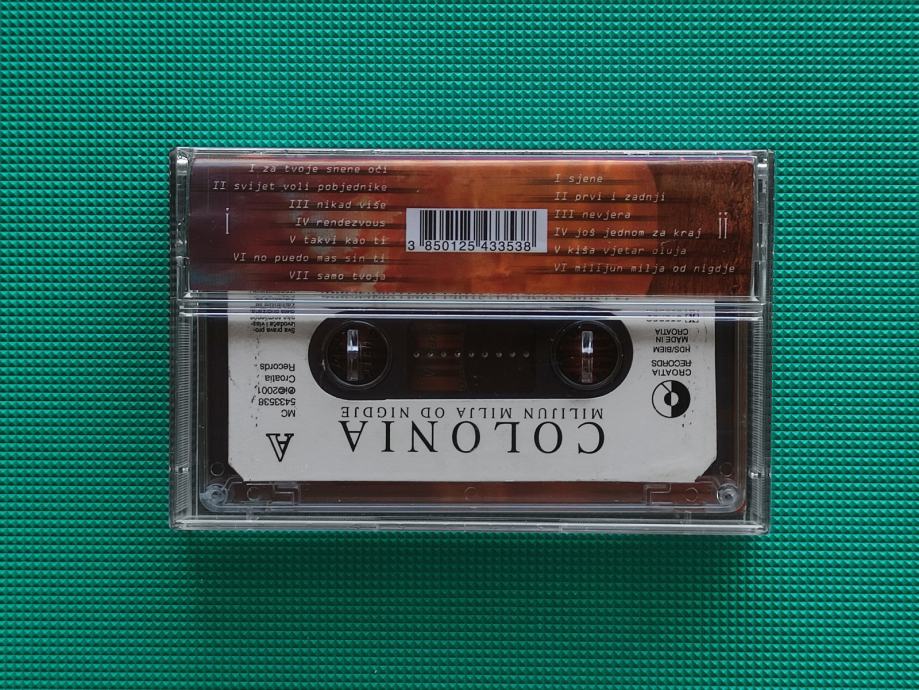 I za tvoje snene oči
II svijet voli pobjednike
III nikad više
IV rendezvous
V takvi kao ti
VI no puedo mas sin ti
VII samo tvoja
i
3 850125 433538
I sjene
II prvi i zadnji
III nevjera
IV još jednom za kraj
V kiša vjetar oluja
VI milijun milja od nigdje
ii
COLONIA
MILIJUN MILJA OD NIGDJE
A
MC
5433538
℗©2001
Croatia
Records
CROATIA
RECORDS
HDS/BIEM
MADE IN
CROATIA